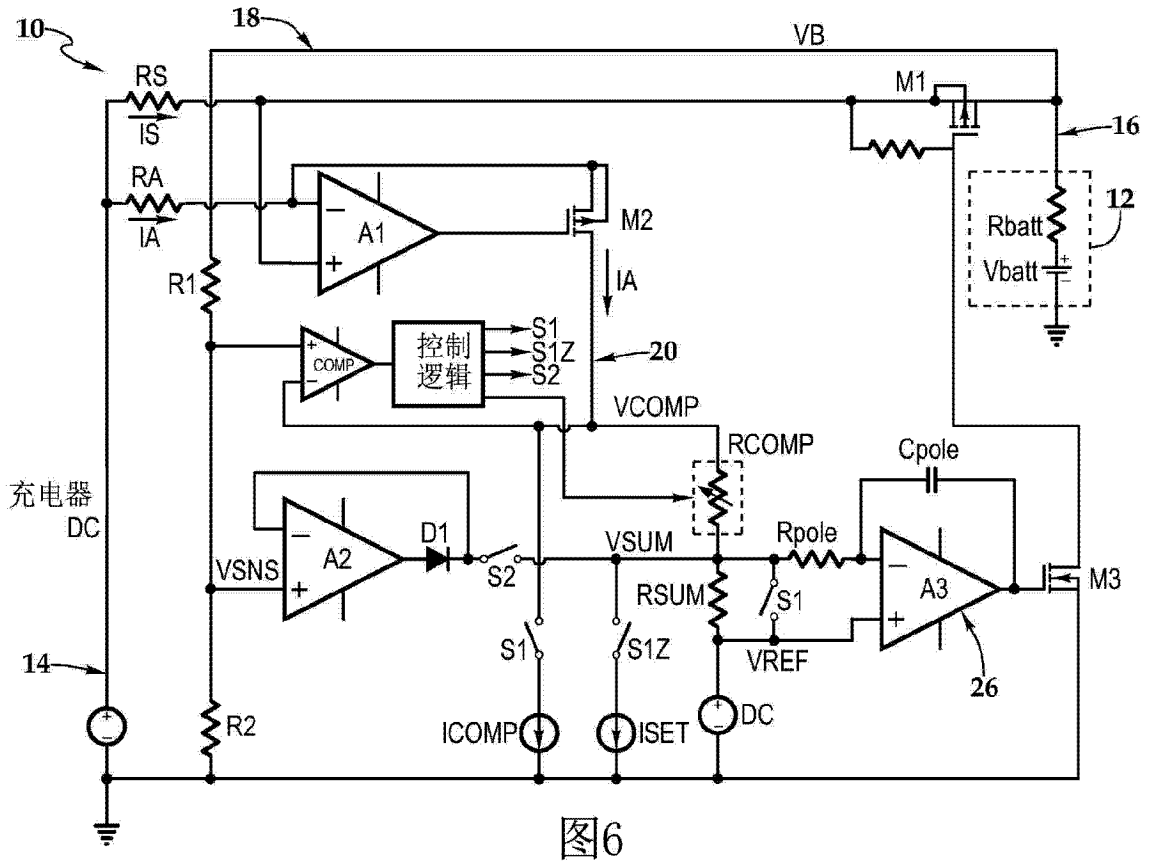 10
18
VB
RS
IS
M1
16
RA
IA
A1
−
+
M2
IA
12
Rbatt
Vbatt
+
−
R1
+
−
COMP
控制
逻辑
S1
S1Z
S2
20
VCOMP
RCOMP
Cpole
充电器
DC
VSNS
−
+
A2
D1
S2
VSUM
Rpole
RSUM
S1
−
+
A3
M3
S1
S1Z
VREF
26
14
+
−
R2
ICOMP
ISET
+
−
DC
图6